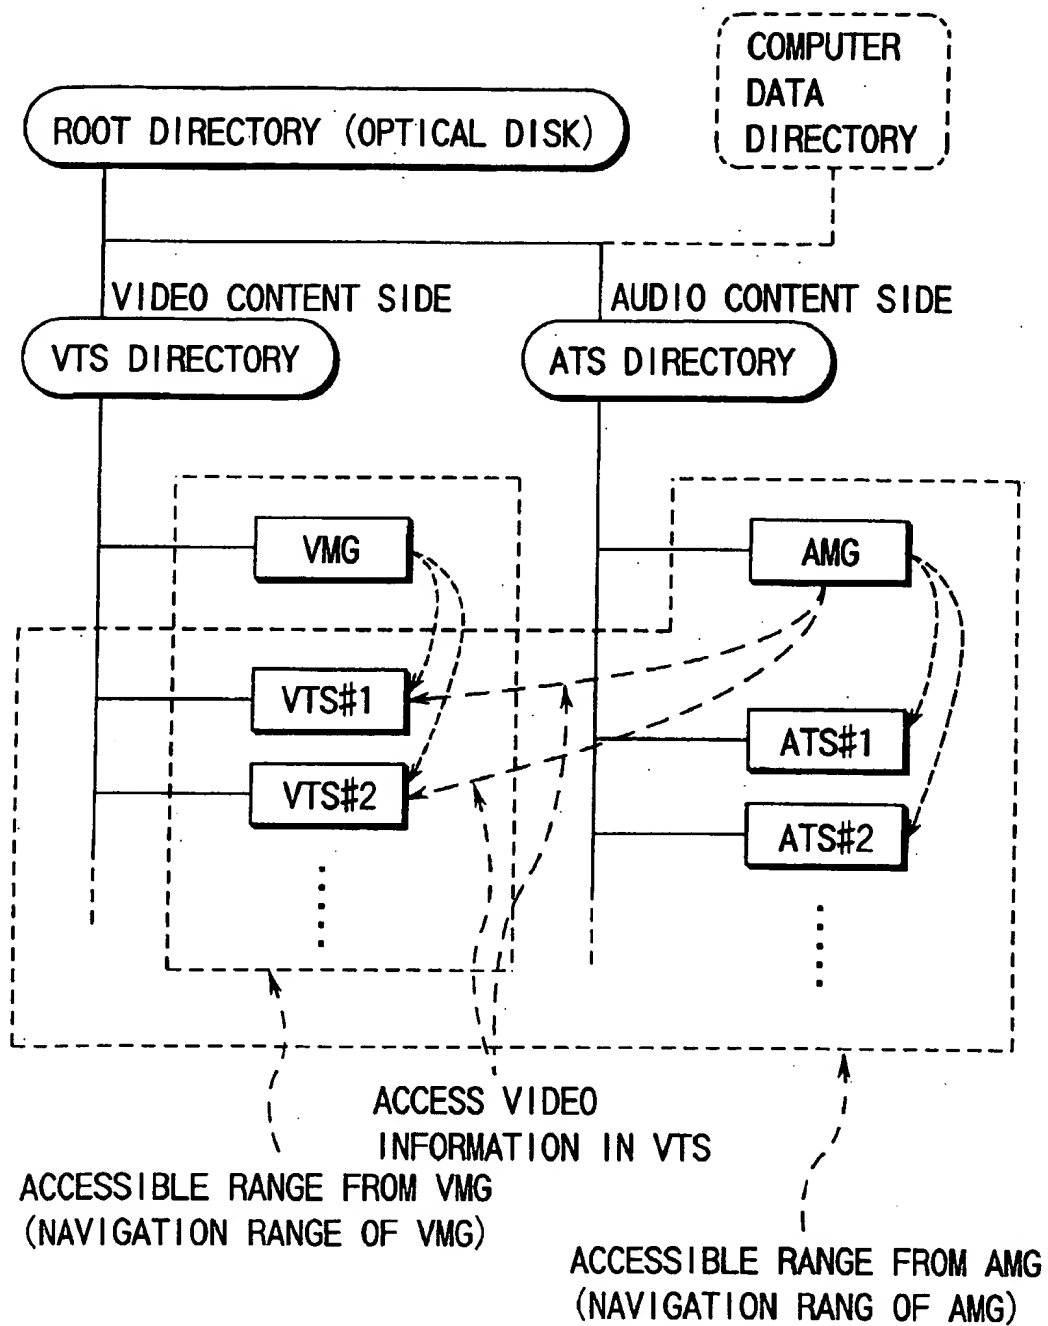 COMPUTER
DATA
DIRECTORY
ROOT DIRECTORY (OPTICAL DISK)
VIDEO CONTENT SIDE
AUDIO CONTENT SIDE
VTS DIRECTORY
ATS DIRECTORY
VMG
AMG
VTS#1
ATS#1
VTS#2
ATS#2
ACCESS VIDEO
INFORMATION IN VTS
ACCESSIBLE RANGE FROM VMG
(NAVIGATION RANGE OF VMG)
ACCESSIBLE RANGE FROM AMG
(NAVIGATION RANG OF AMG)